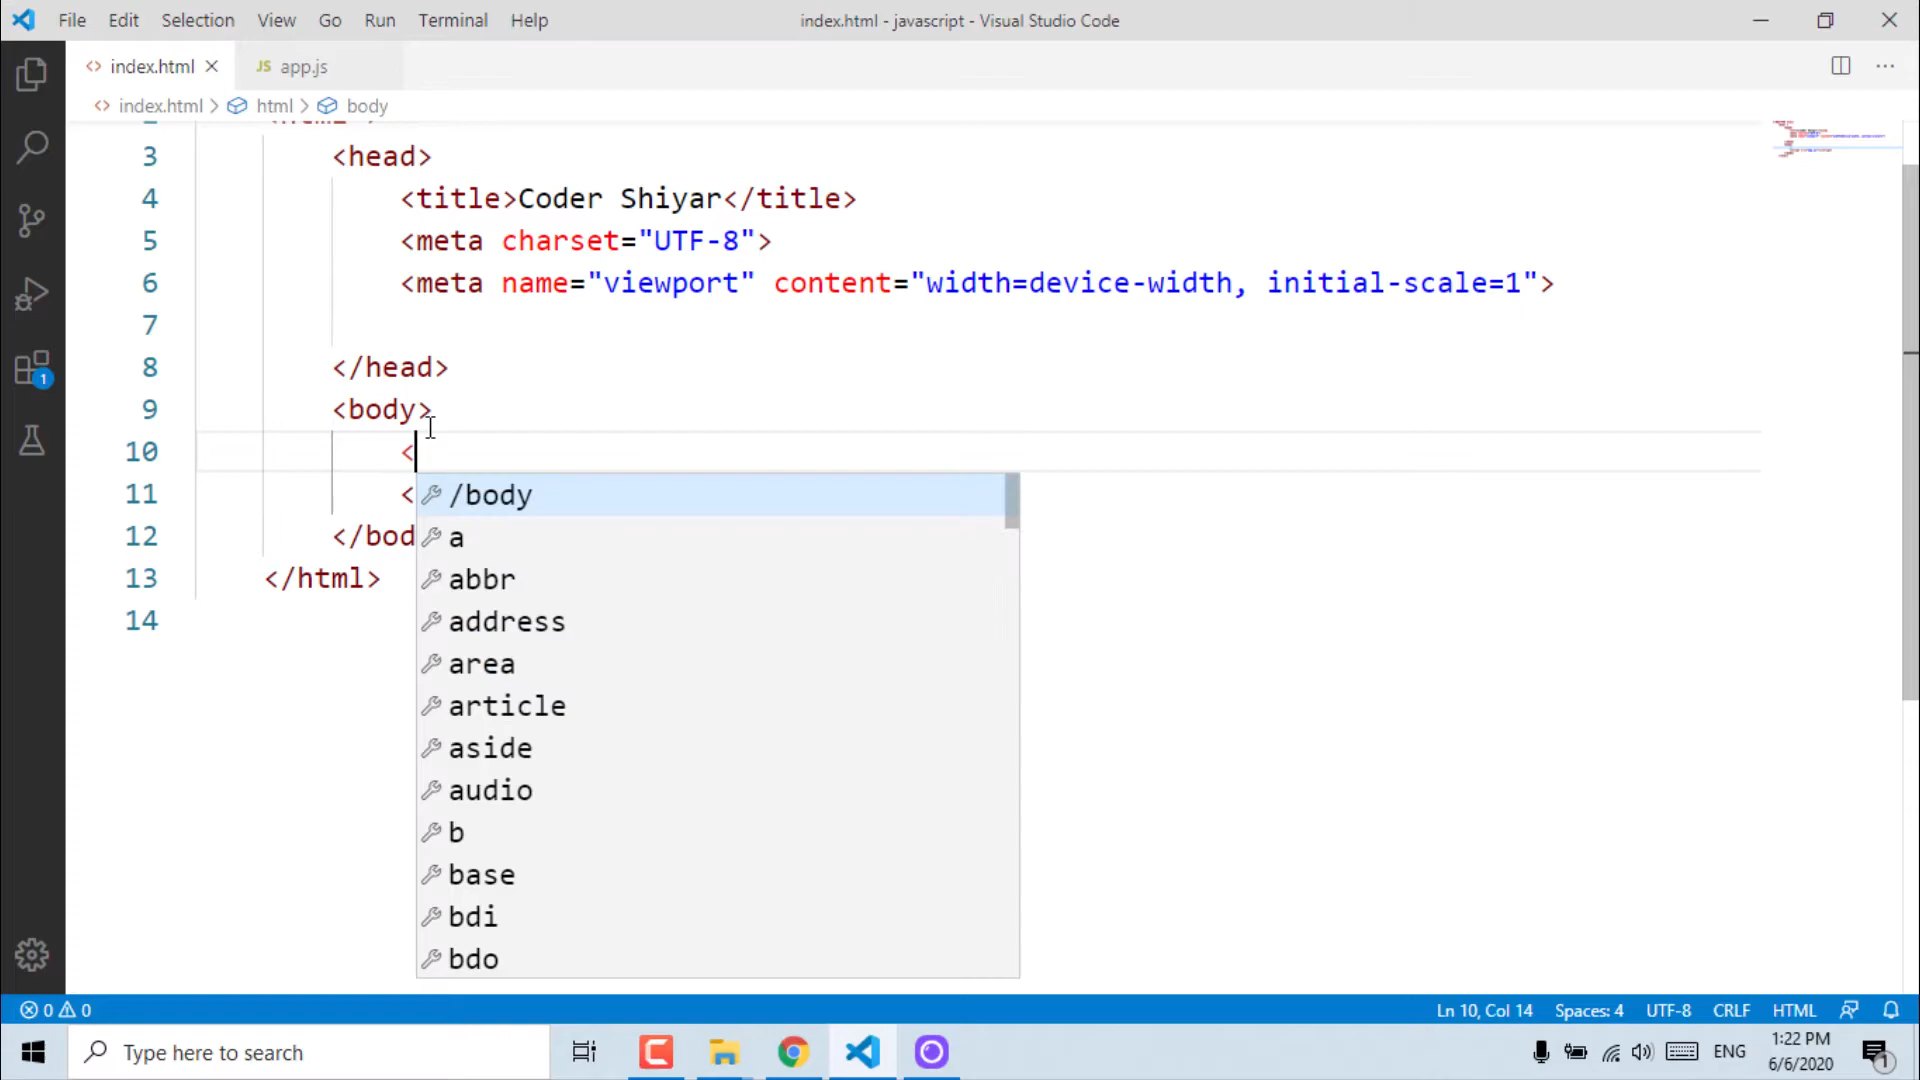 File Edit Selection View Go Run Terminal Help index.html - javascript - Visual Studio Code
index.html JS app.js
index.html > html > body
3 <head>
4 <title>Coder Shiyar</title>
5 <meta charset="UTF-8">
6 <meta name="viewport" content="width=device-width, initial-scale=1">
7
8 </head>
9 <body>
10 <
11 <
12 </bod
13 </html>
14
/body
a
abbr
address
area
article
aside
audio
b
base
bdi
bdo
1
0 0 Ln 10, Col 14 Spaces: 4 UTF-8 CRLF HTML
Type here to search
ENG
1:22 PM
6/6/2020
1